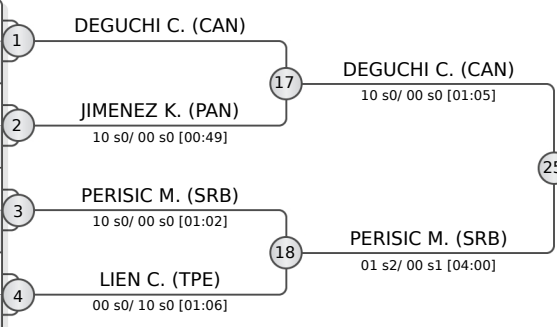 DEGUCHI C. (CAN)
1
17
DEGUCHI C. (CAN)
10 s0/ 00 s0 [01:05]
JIMENEZ K. (PAN)
2
10 s0/ 00 s0 [00:49]
25
PERISIC M. (SRB)
3
10 s0/ 00 s0 [01:02]
18
PERISIC M. (SRB)
01 s2/ 00 s1 [04:00]
LIEN C. (TPE)
4
00 s0/ 10 s0 [01:06]